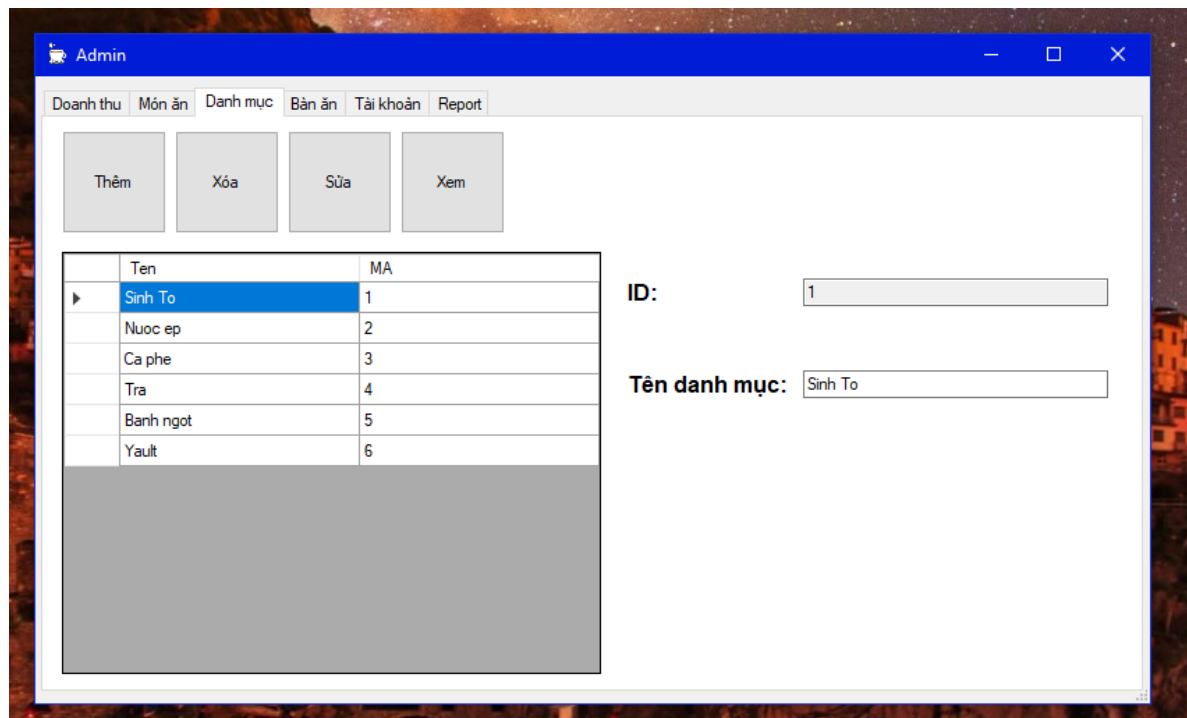 Admin
Doanh thu Món ăn Danh mục Bàn ăn Tài khoản Report
Thêm Xóa Sửa Xem
Ten MA
Sinh To 1
Nuoc ep 2
Ca phe 3
Tra 4
Banh ngot 5
Yault 6
ID: 1
Tên danh mục: Sinh To